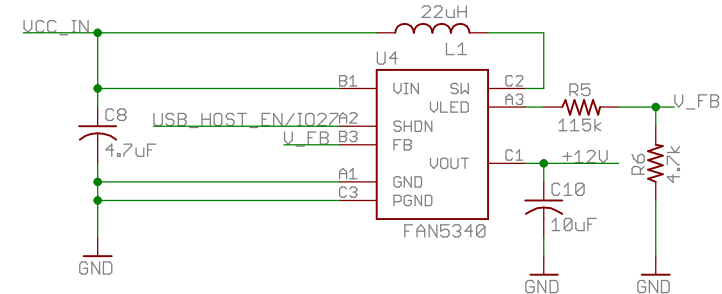 22uH
VCC_IN
L1
U4
B1
VIN
SW
C2
R5
V_FB
VLED
A3
C8
USB_HOST_EN/IO27
A2
SHDN
115k
V_FB
B3
FB
4.7uF
VOUT
C1
+12V
R6
4.7k
A1
GND
C3
PGND
C10
10uF
FAN5340
GND
GND
GND